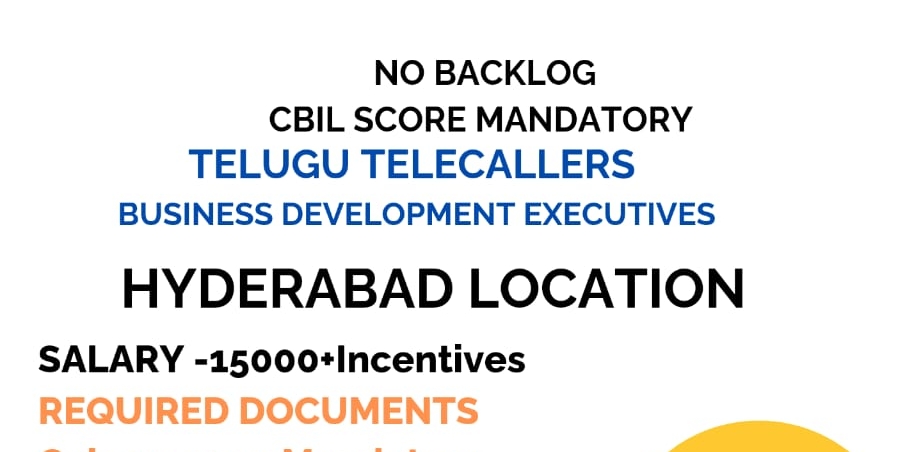 NO BACKLOG
CBIL SCORE MANDATORY
TELUGU TELECALLERS
BUSINESS DEVELOPMENT EXECUTIVES
HYDERABAD LOCATION
SALARY -15000+Incentives
REQUIRED DOCUMENTS